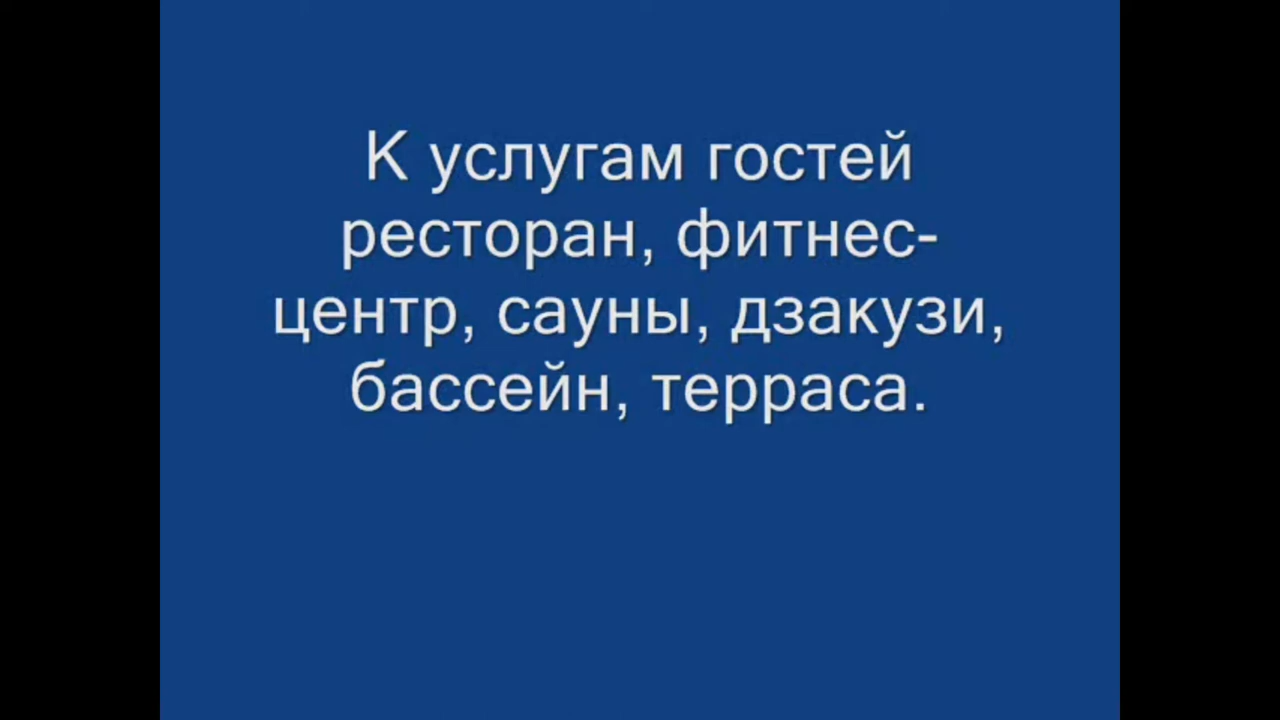 К услугам гостей
ресторан, фитнес-
центр, сауны, дзакузи,
бассейн, терраса.